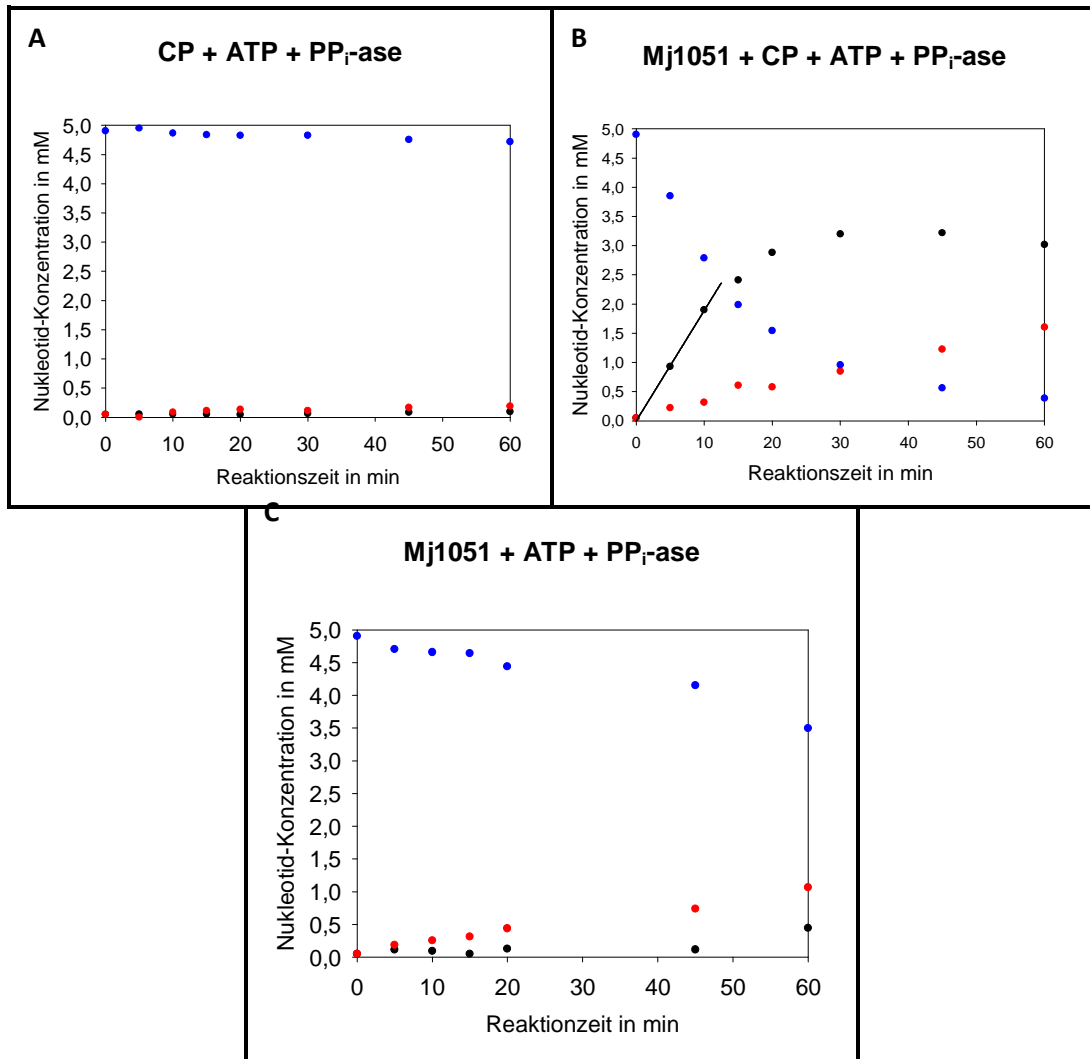 A
CP + ATP + PPi-ase
Nukleotid-Konzentration in mM
5,0
4,5
4,0
3,5
3,0
2,5
2,0
1,5
1,0
0,5
0,0
0 10 20 30 40 50 60
Reaktionszeit in min
B
Mj1051 + CP + ATP + PPi-ase
Nukleotid-Konzentration in mM
5,0
4,5
4,0
3,5
3,0
2,5
2,0
1,5
1,0
0,5
0,0
0 10 20 30 40 50 60
Reaktionszeit in min
C
Mj1051 + ATP + PPi-ase
Nukleotid-Konzentration in mM
5,0
4,5
4,0
3,5
3,0
2,5
2,0
1,5
1,0
0,5
0,0
0 10 20 30 40 50 60
Reaktionzeit in min